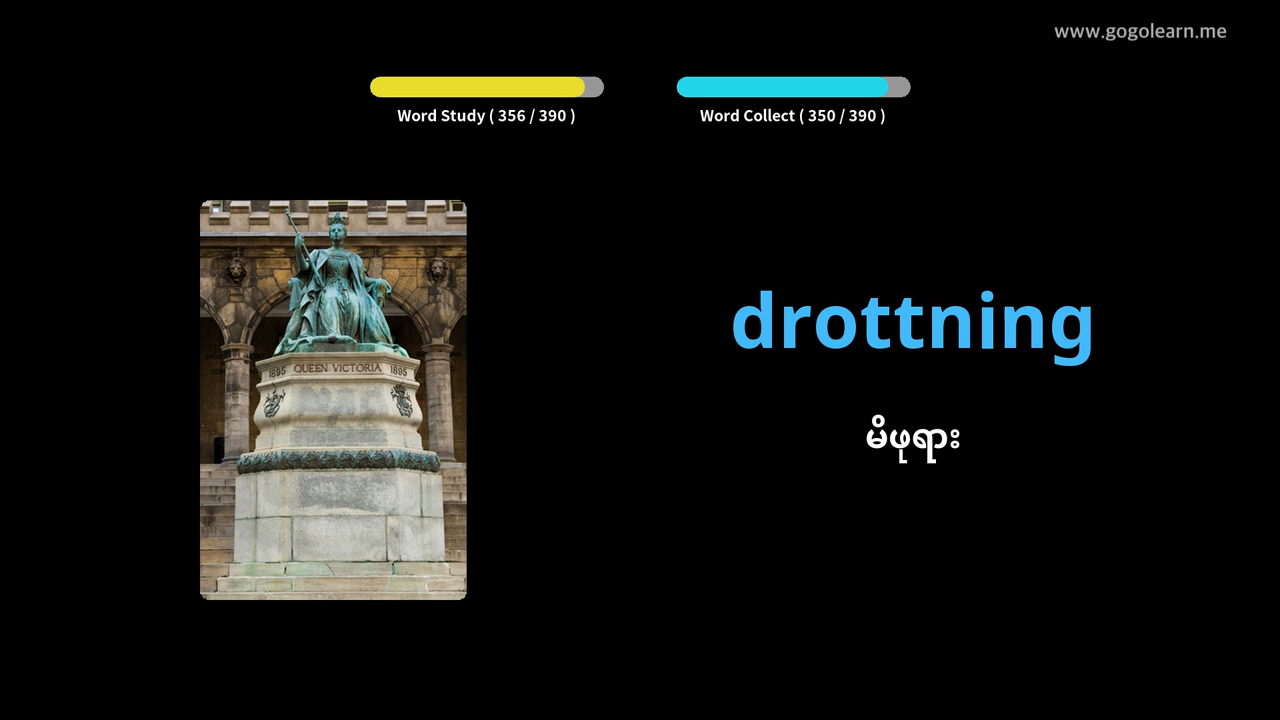 www.gogolearn.me
Word Study ( 356 / 390 )
Word Collect ( 350 / 390 )
1895 QUEEN VICTORIA 1895
drottning
မိဖုရား